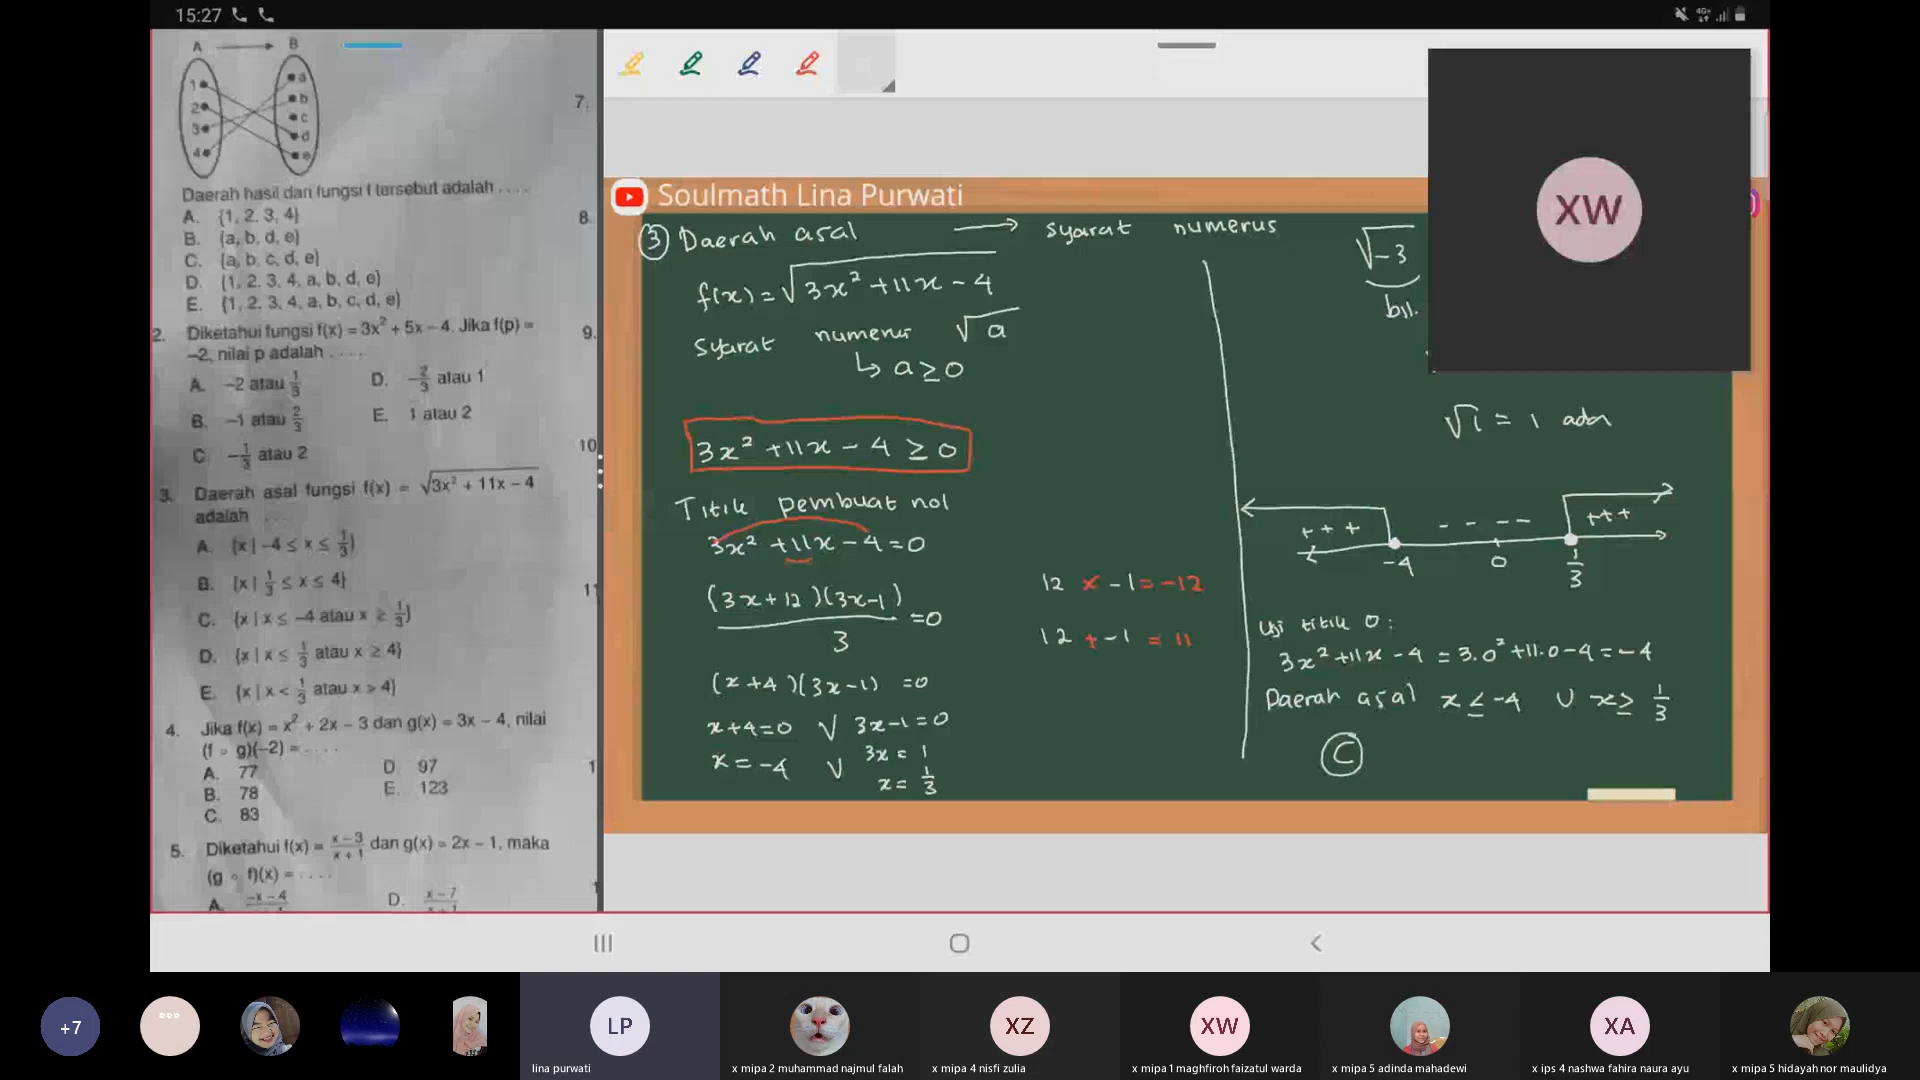 15:27
A → B
1 a
2 b
3 c
4 d
e
7.
Daerah hasil dari fungsi f tersebut adalah . . . .
A. {1, 2, 3, 4}
8.
B. {a, b, d, e}
C. {a, b, c, d, e}
D. {1, 2, 3, 4, a, b, d, e}
E. {1, 2, 3, 4, a, b, c, d, e}
2. Diketahui fungsi f(x) = 3x² + 5x – 4. Jika f(p) =
9.
–2, nilai p adalah . . . .
A. –2 atau 1/3 D. –2/3 atau 1
B. –1 atau 2/3 E. 1 atau 2
C. –1/3 atau 2
10
3. Daerah asal fungsi f(x) = √(3x² + 11x – 4)
adalah . . .
A. {x | –4 ≤ x ≤ 1/3}
B. {x | 1/3 ≤ x ≤ 4}
11
C. {x | x ≤ –4 atau x ≥ 1/3}
D. {x | x ≤ 1/3 atau x ≥ 4}
E. {x | x < 1/3 atau x > 4}
4. Jika f(x) = x² + 2x – 3 dan g(x) = 3x – 4, nilai
(f ∘ g)(–2) = . . . .
A. 77 D. 97
B. 78 E. 123
C. 83
5. Diketahui f(x) = (x – 3)/(x + 1) dan g(x) = 2x – 1, maka
(g ∘ f)(x) = . . . .
A. –x – 4 D. x – 7
Soulmath Lina Purwati
③ Daerah asal → syarat numerus
f(x) = √(3x² + 11x – 4)
syarat numerus √a
↳ a ≥ 0
3x² + 11x – 4 ≥ 0
Titik pembuat nol
3x² + 11x – 4 = 0
(3x + 12)(3x – 1)/3 = 0
(x + 4)(3x – 1) = 0
x + 4 = 0 ∨ 3x – 1 = 0
x = –4 ∨ 3x = 1
x = 1/3
12 × –1 = –12
12 + –1 = 11
√–3
bil.
√1 = 1 ada
+ + + – – – – +++
–4 0 1/3
Uji titik 0:
3x² + 11x – 4 = 3.0² + 11.0 – 4 = –4
Daerah asal x ≤ –4 ∪ x ≥ 1/3
Ⓒ
XW
+7
LP
XZ
XW
XA
lina purwati
x mipa 2 muhammad najmul falah
x mipa 4 nisfi zulia
x mipa 1 maghfiroh faizatul warda
x mipa 5 adinda mahadewi
x ips 4 nashwa fahira naura ayu
x mipa 5 hidayah nor maulidya